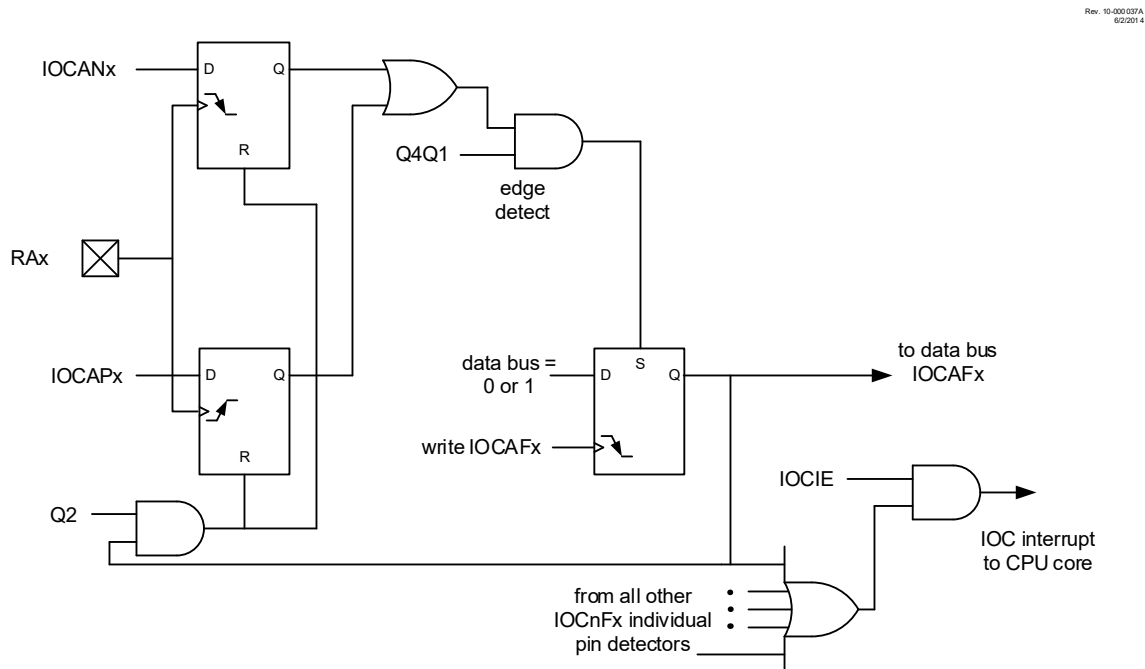 Rev. 10-000037A
6/2/2014
IOCANx
D
Q
R
Q4Q1
edge
detect
RAx
IOCAPx
D
Q
R
data bus =
0 or 1
D
S
Q
write IOCAFx
to data bus
IOCAFx
Q2
IOCIE
IOC interrupt
to CPU core
from all other
IOCnFx individual
pin detectors